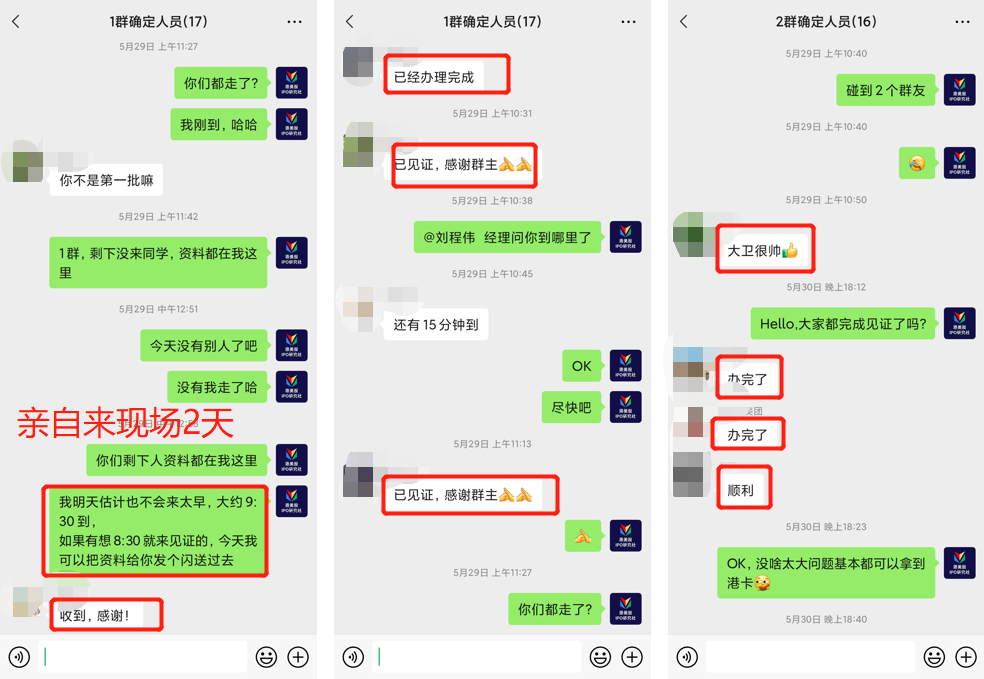 1群确定人员(17)
5月29日 上午11:27
你们都走了?
我刚到，哈哈
你不是第一批嘛
5月29日 上午11:42
1群，剩下没来同学，资料都在我这
里
5月29日 中午12:51
今天没有别人了吧
没有我走了哈
亲自来现场2天
你们剩下人资料都在我这里
我明天估计也不会来太早，大约9:
30到，
如果有想8:30就来见证的，今天我
可以把资料给你发个闪送过去
收到，感谢!
1群确定人员(17)
已经办理完成
5月29日 上午10:31
已见证，感谢群主
5月29日 上午10:38
@刘程伟 经理问你到哪里了
5月29日 上午10:45
还有15分钟到
OK
尽快吧
5月29日 上午11:13
已见证，感谢群主
5月29日 上午11:27
你们都走了?
2群确定人员(16)
5月29日 上午10:40
碰到2个群友
5月29日 上午10:40
5月29日 上午10:50
大卫很帅
5月30日 晚上18:12
Hello,大家都完成见证了吗?
办完了
团
办完了
顺利
5月30日 晚上18:23
OK，没啥太大问题基本都可以拿到
港卡
5月30日 晚上18:40
港美股
IPO研究社